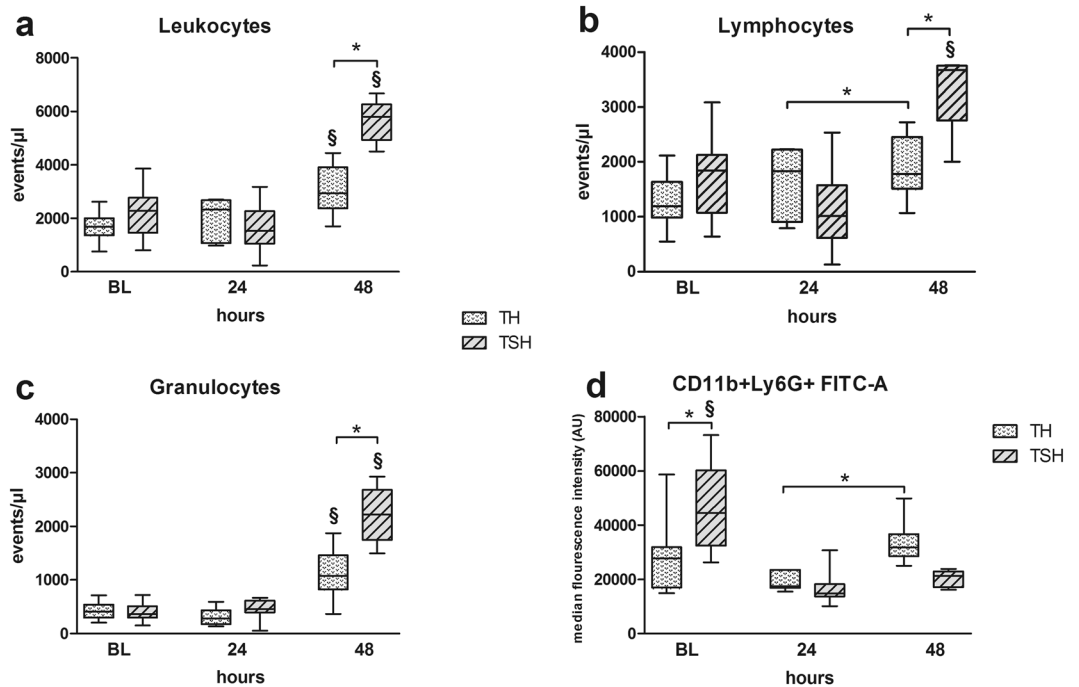 a
Leukocytes
8000
6000
4000
2000
0
events/µl
*
§
§
BL
24
48
hours
b
Lymphocytes
4000
3000
2000
1000
0
events/µl
*
*
§
BL
24
48
hours
TH
TSH
c
Granulocytes
4000
3000
2000
1000
0
events/µl
*
§
§
BL
24
48
hours
d
CD11b+Ly6G+ FITC-A
80000
60000
40000
20000
0
median flourescence intensity (AU)
*
§
*
BL
24
48
hours
TH
TSH